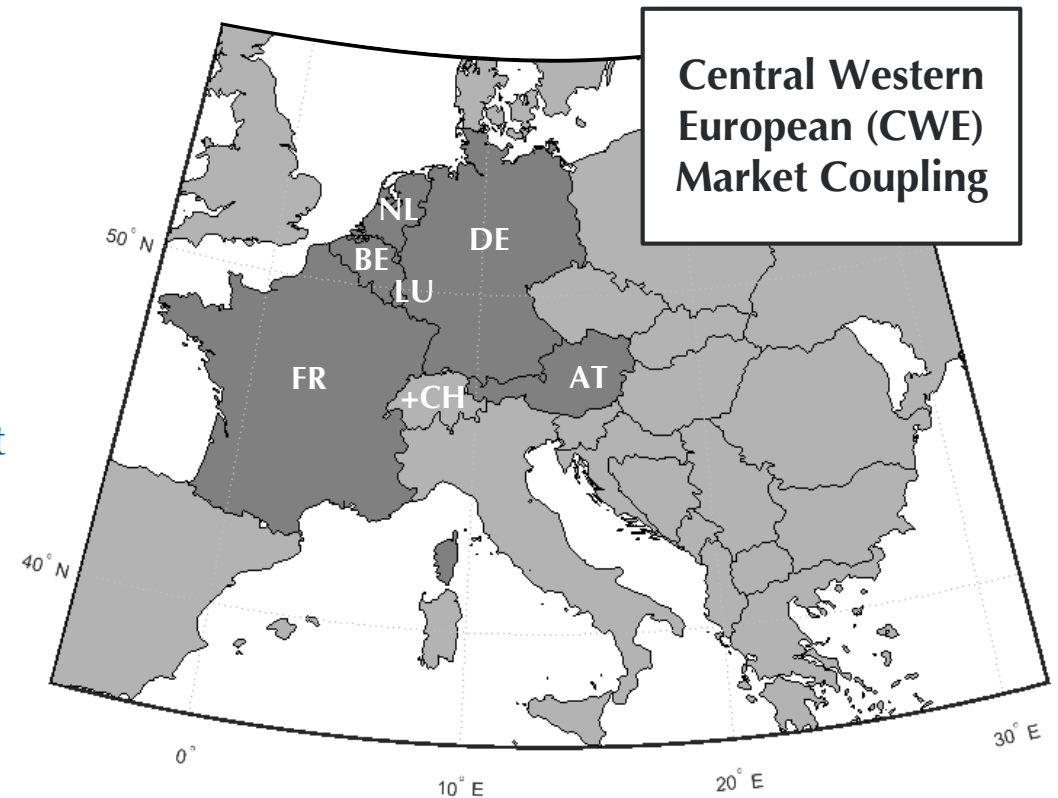 Central Western
European (CWE)
Market Coupling
NL
DE
50° N
BE
LU
FR
+CH
AT
t
40° N
0°
10° E
20° E
30° E